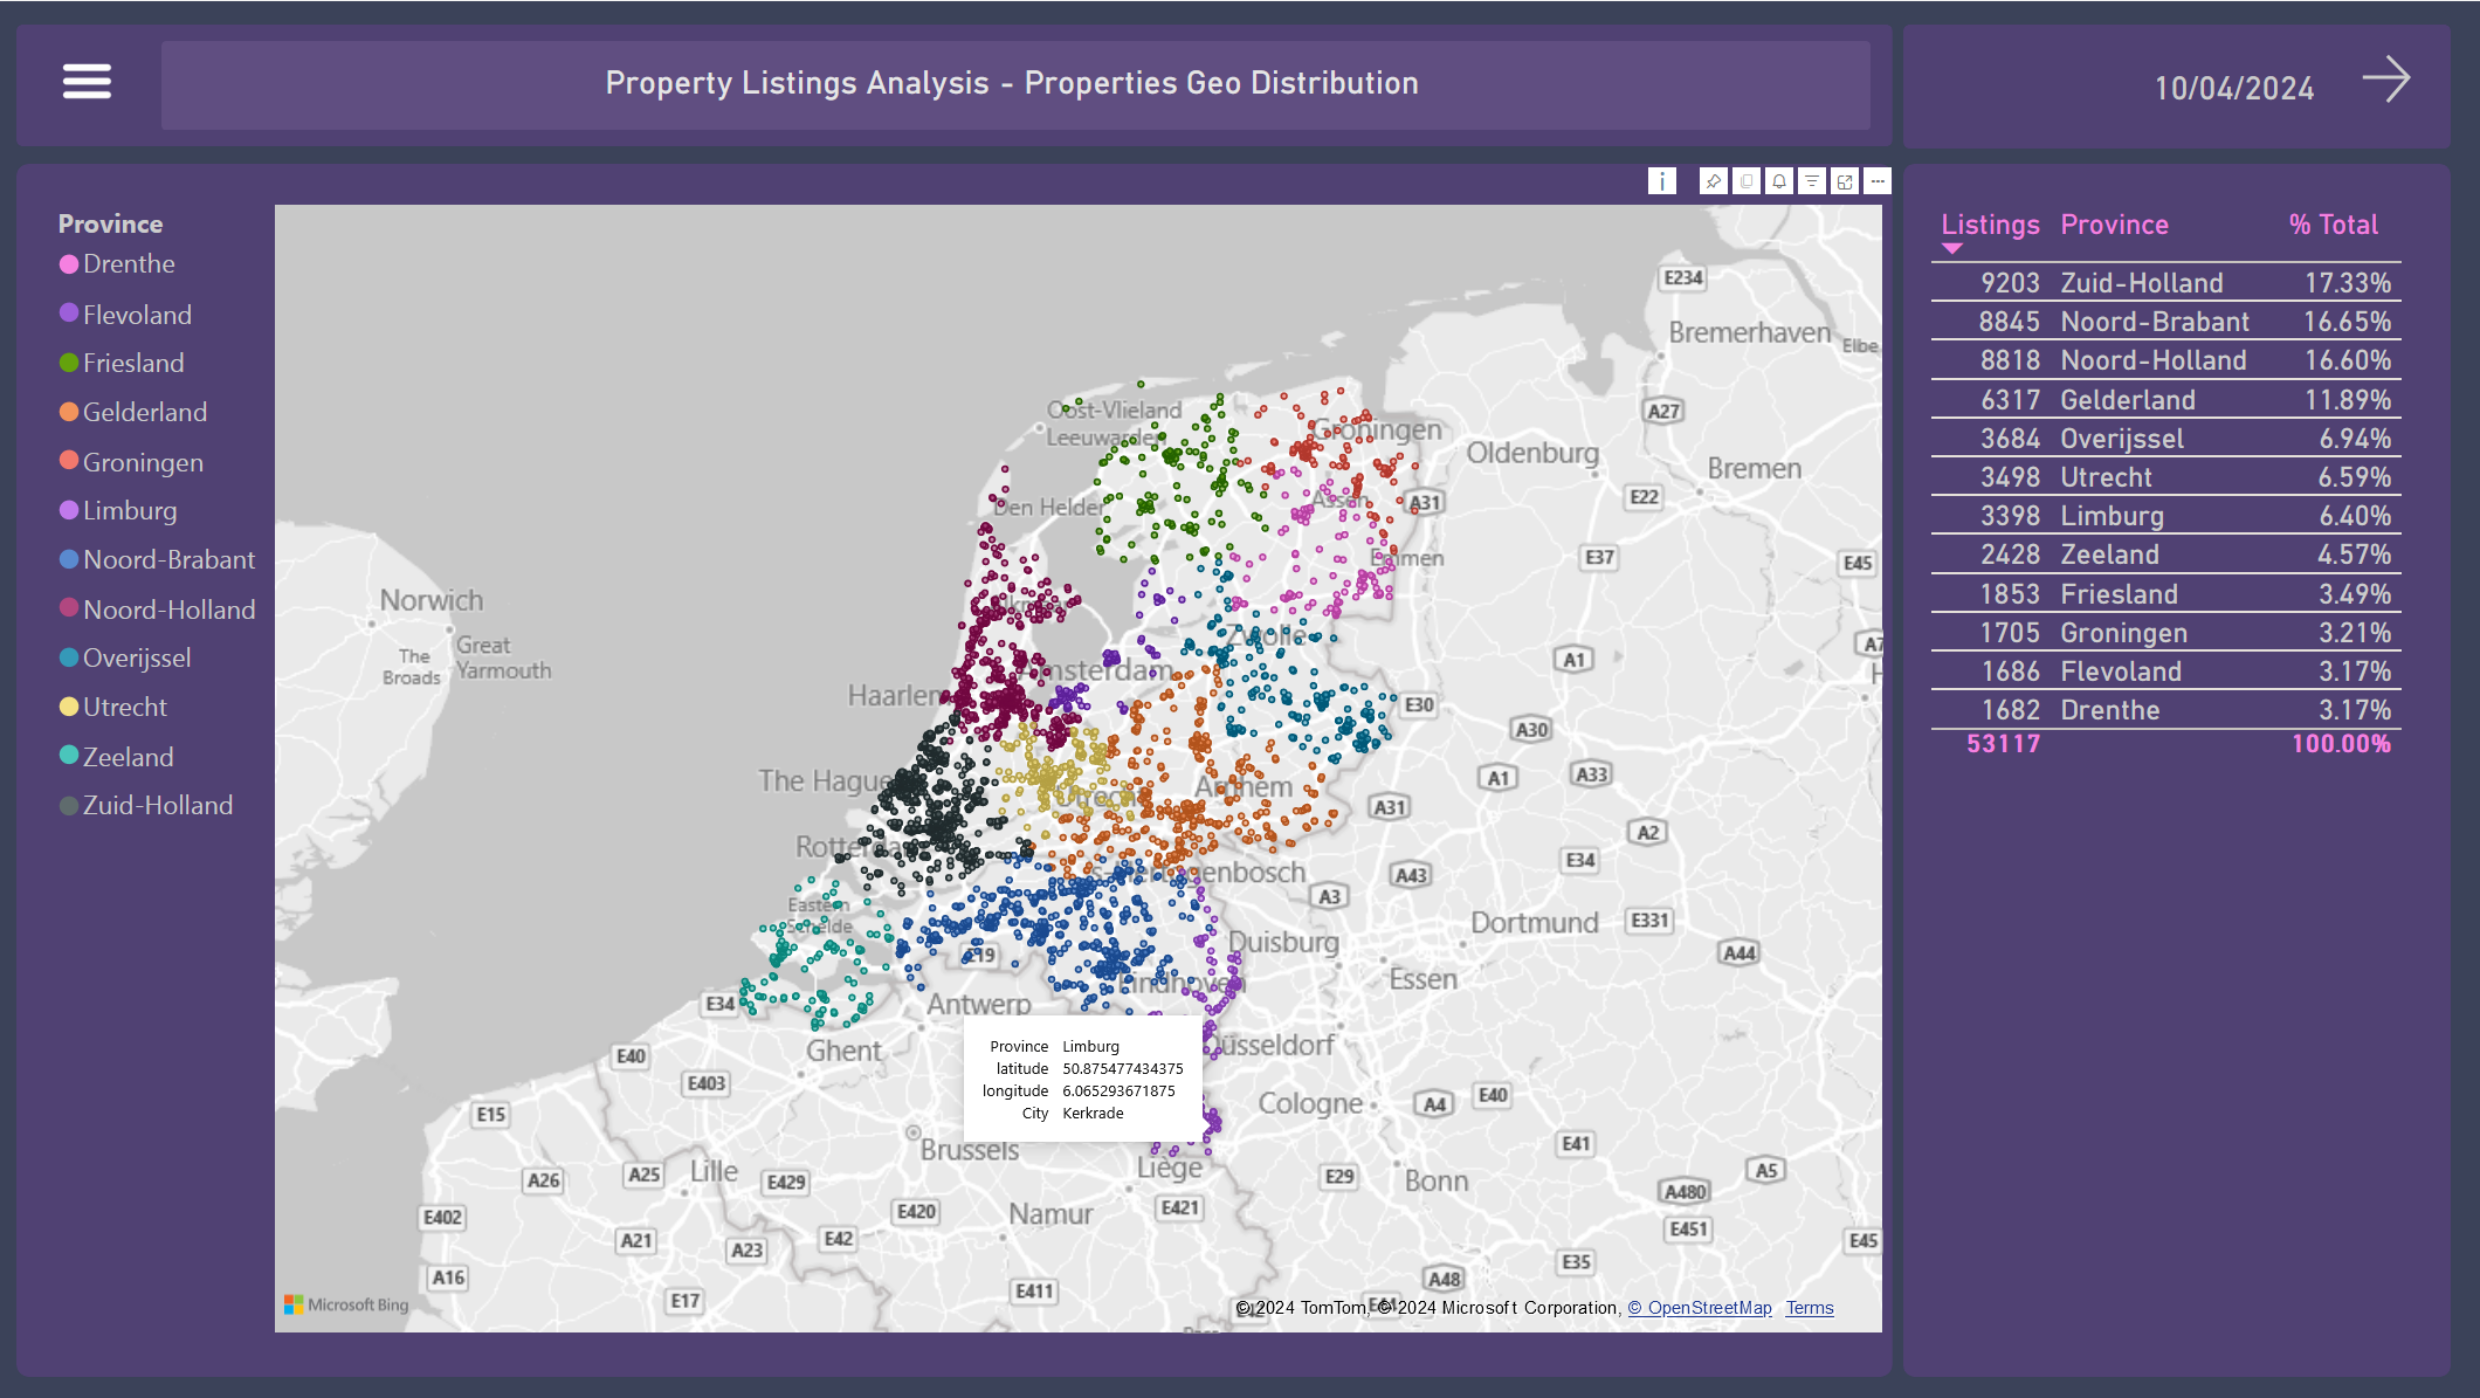 Property Listings Analysis - Properties Geo Distribution
10/04/2024
i
Province
Drenthe
Flevoland
Friesland
Gelderland
Groningen
Limburg
Noord-Brabant
Noord-Holland
Overijssel
Utrecht
Zeeland
Zuid-Holland
Listings Province % Total
9203 Zuid-Holland 17.33%
8845 Noord-Brabant 16.65%
8818 Noord-Holland 16.60%
6317 Gelderland 11.89%
3684 Overijssel 6.94%
3498 Utrecht 6.59%
3398 Limburg 6.40%
2428 Zeeland 4.57%
1853 Friesland 3.49%
1705 Groningen 3.21%
1686 Flevoland 3.17%
1682 Drenthe 3.17%
53117 100.00%
E234
Bremerhaven
Elbe
Oost-Vlieland
Leeuwarden
Groningen
A27
Oldenburg
Bremen
Den Helder
Assen
A31
E22
Emmen
E37
E45
Norwich
Great
Yarmouth
The
Broads
Zwolle
A1
Amsterdam
Haarlem
E30
A30
The Hague
Arnhem
A1
A33
A31
Rotterdam
A2
E34
s-Hertogenbosch
A43
A3
Eastern
Schelde
Dortmund
E331
Duisburg
A44
E19
Essen
Eindhoven
E34
Antwerp
Ghent
Düsseldorf
E40
E403
Province Limburg
latitude 50.875477434375
longitude 6.065293671875
City Kerkrade
Cologne
A4
E40
E15
Brussels
E41
Liège
A26
A25
Lille
E429
E29
Bonn
A5
A480
E402
E420
Namur
E421
E451
A21
A23
E42
E45
E35
A16
A48
E411
E17
Microsoft Bing
© 2024 TomTom, © 2024 Microsoft Corporation, © OpenStreetMap Terms